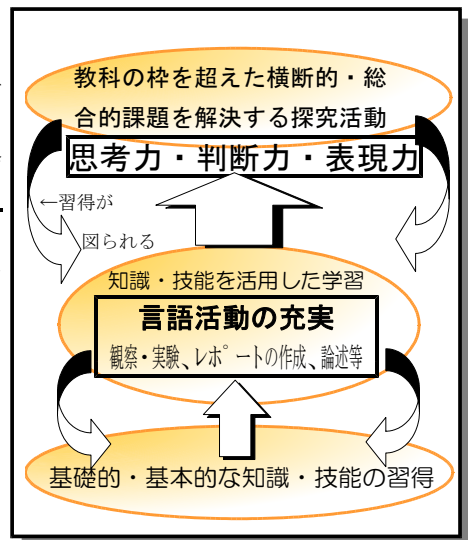 教科の枠を超えた横断的・総
合的課題を解決する探究活動
思考力・判断力・表現力
←習得が
図られる
知識・技能を活用した学習
言語活動の充実
観察・実験、レポートの作成、論述等
基礎的・基本的な知識・技能の習得